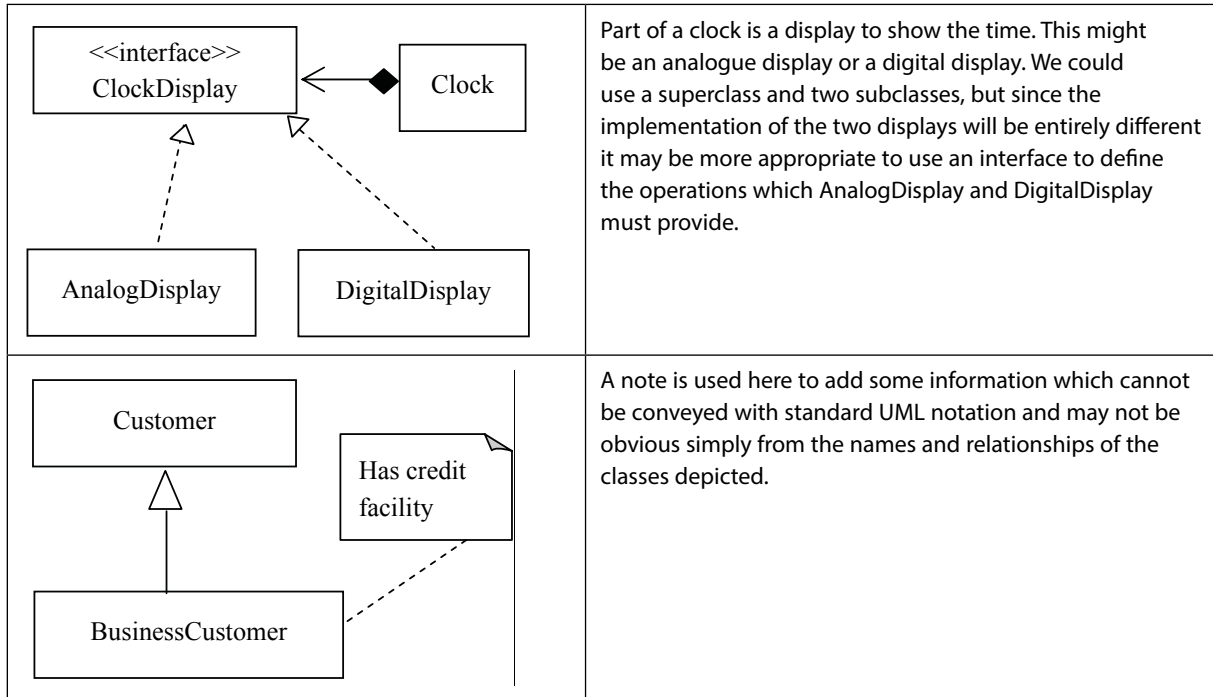 <<interface>>
ClockDisplay
Clock
AnalogDisplay
DigitalDisplay
Part of a clock is a display to show the time. This might
be an analogue display or a digital display. We could
use a superclass and two subclasses, but since the
implementation of the two displays will be entirely different
it may be more appropriate to use an interface to define
the operations which AnalogDisplay and DigitalDisplay
must provide.
Customer
Has credit
facility
BusinessCustomer
A note is used here to add some information which cannot
be conveyed with standard UML notation and may not be
obvious simply from the names and relationships of the
classes depicted.